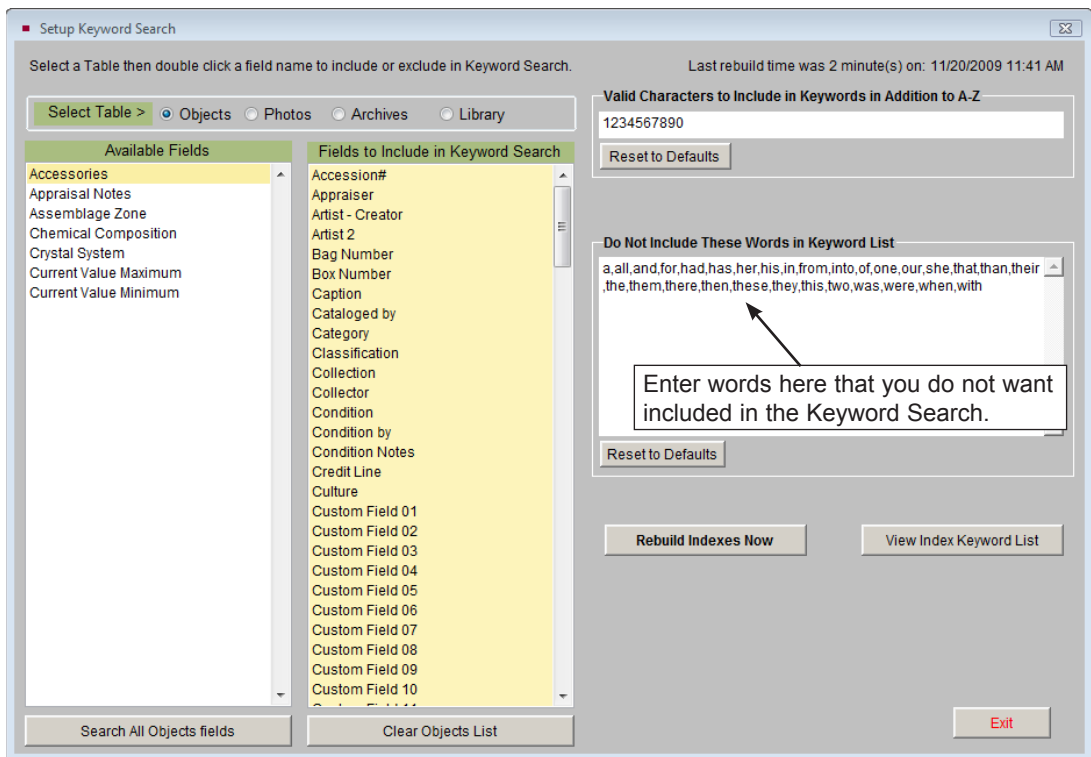 Setup Keyword Search
Select a Table then double click a field name to include or exclude in Keyword Search.
Last rebuild time was 2 minute(s) on: 11/20/2009 11:41 AM
Select Table > Objects Photos Archives Library
Available Fields
Accessories
Appraisal Notes
Assemblage Zone
Chemical Composition
Crystal System
Current Value Maximum
Current Value Minimum
Search All Objects fields
Fields to Include in Keyword Search
Accession#
Appraiser
Artist - Creator
Artist 2
Bag Number
Box Number
Caption
Cataloged by
Category
Classification
Collection
Collector
Condition
Condition by
Condition Notes
Credit Line
Culture
Custom Field 01
Custom Field 02
Custom Field 03
Custom Field 04
Custom Field 05
Custom Field 06
Custom Field 07
Custom Field 08
Custom Field 09
Custom Field 10
Clear Objects List
Valid Characters to Include in Keywords in Addition to A-Z
1234567890
Reset to Defaults
Do Not Include These Words in Keyword List
a,all,and,for,had,has,her,his,in,from,into,of,one,our,she,that,than,their
,the,them,there,then,these,they,this,two,was,were,when,with
Enter words here that you do not want
included in the Keyword Search.
Reset to Defaults
Rebuild Indexes Now
View Index Keyword List
Exit